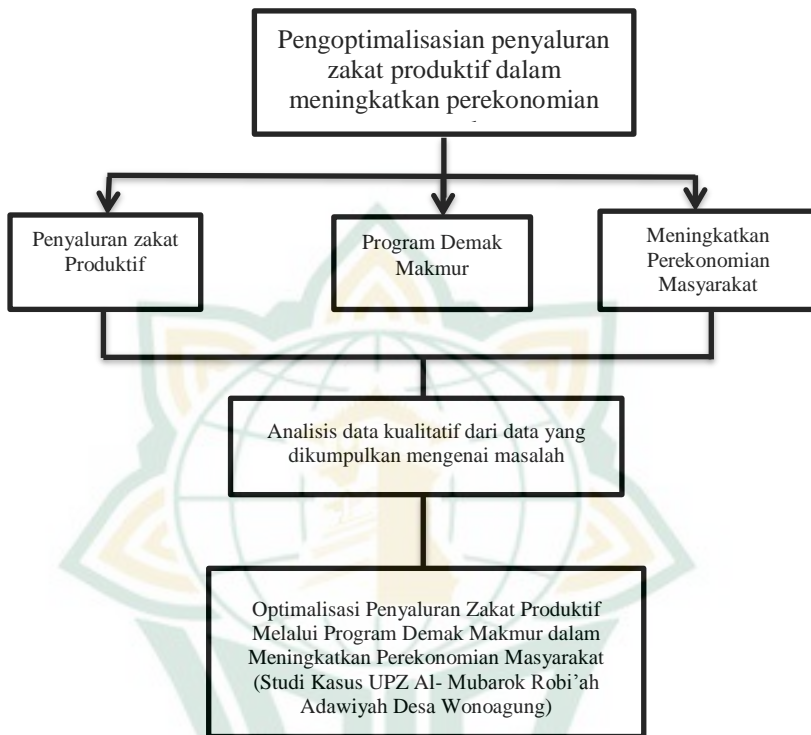 Pengoptimalisasian penyaluran
zakat produktif dalam
meningkatkan perekonomian
Penyaluran zakat
Produktif
Program Demak
Makmur
Meningkatkan
Perekonomian
Masyarakat
Analisis data kualitatif dari data yang
dikumpulkan mengenai masalah
Optimalisasi Penyaluran Zakat Produktif
Melalui Program Demak Makmur dalam
Meningkatkan Perekonomian Masyarakat
(Studi Kasus UPZ Al- Mubarok Robi’ah
Adawiyah Desa Wonoagung)